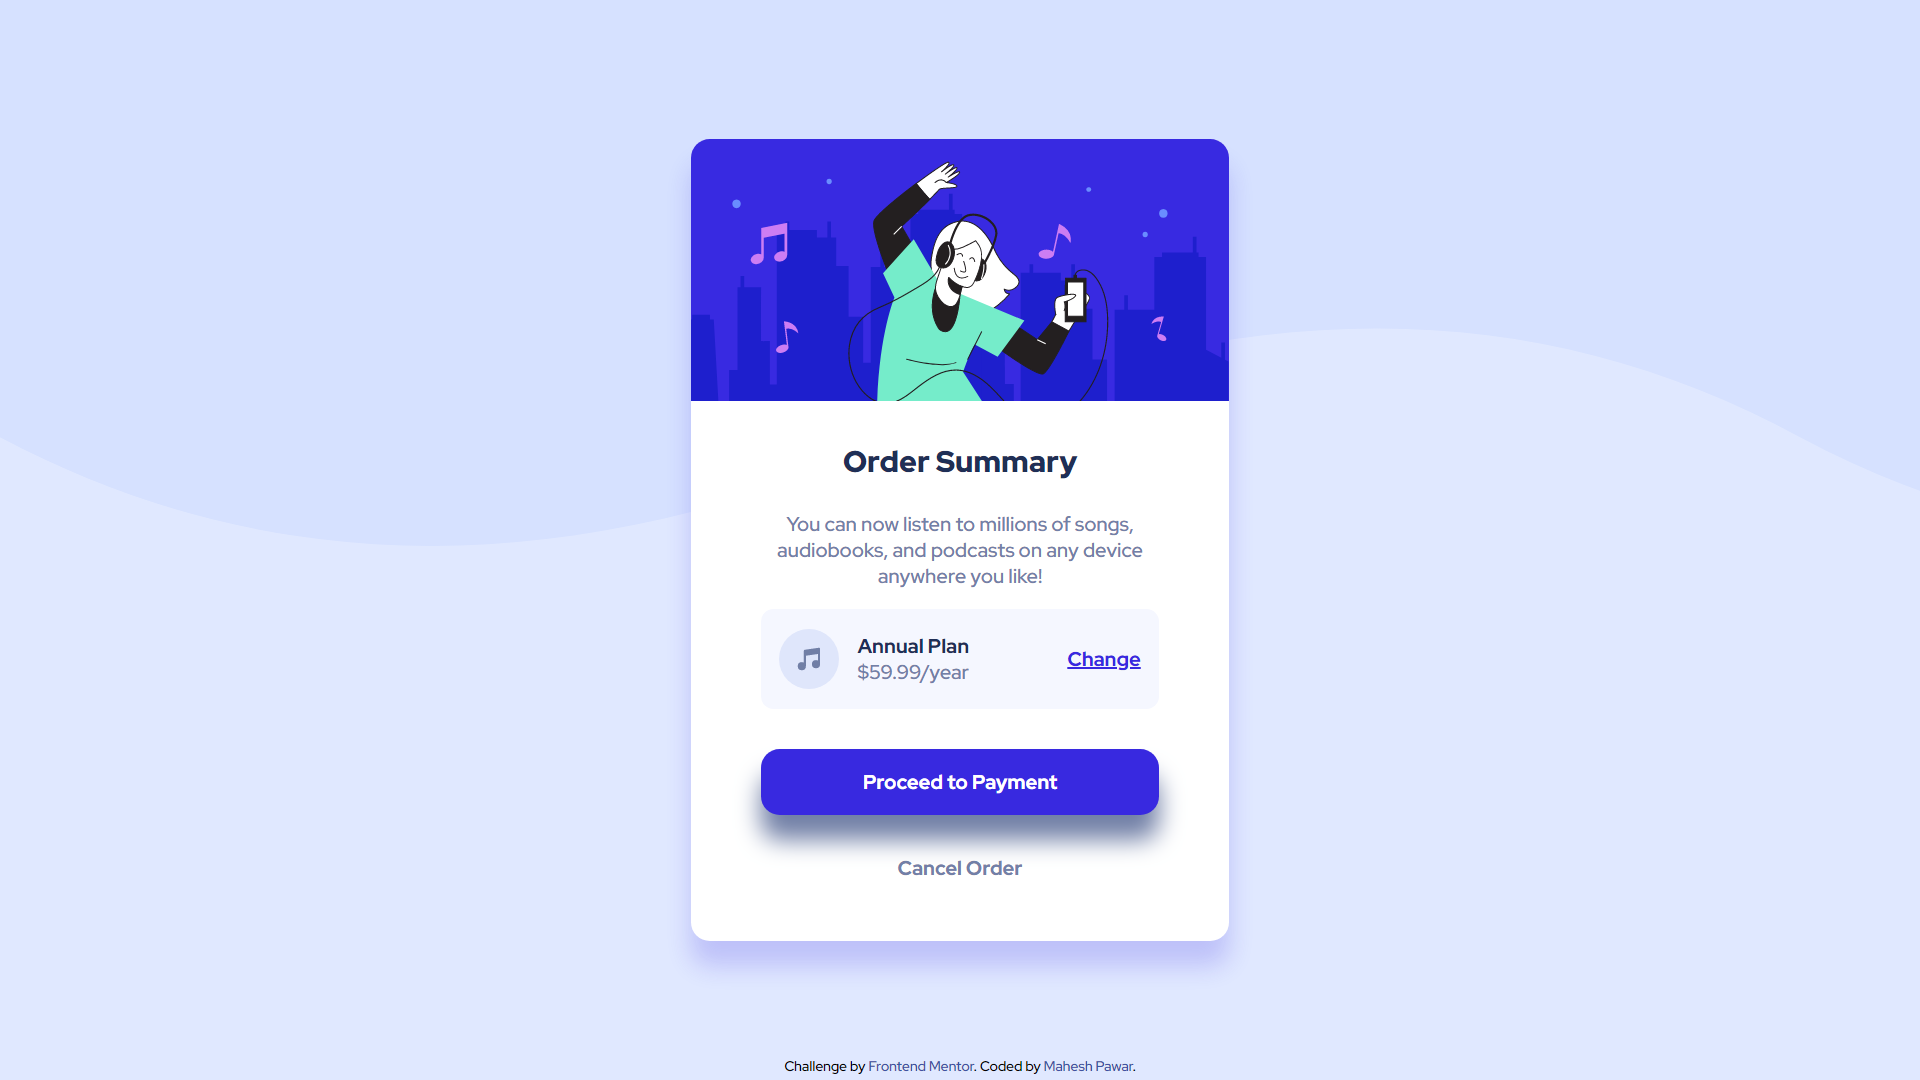 Order Summary
You can now listen to millions of songs,
audiobooks, and podcasts on any device
anywhere you like!
Annual Plan
$59.99/year
Change
Proceed to Payment
Cancel Order
Challenge by Frontend Mentor. Coded by Mahesh Pawar.